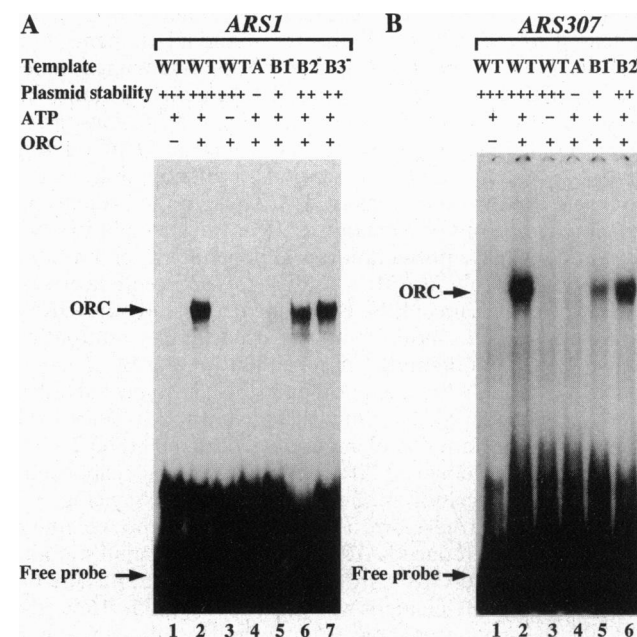 A
ARS1
Template WT WT WT A⁻ B1⁻ B2⁻ B3⁻
Plasmid stability +++ +++ +++ − + ++ ++
ATP + + − + + + +
ORC − + + + + + +
ORC
Free probe
1 2 3 4 5 6 7
B
ARS307
WT WT WT A⁻ B1⁻ B2⁻
+++ +++ +++ − + ++
+ + − + + +
− + + + + +
ORC
Free probe
1 2 3 4 5 6